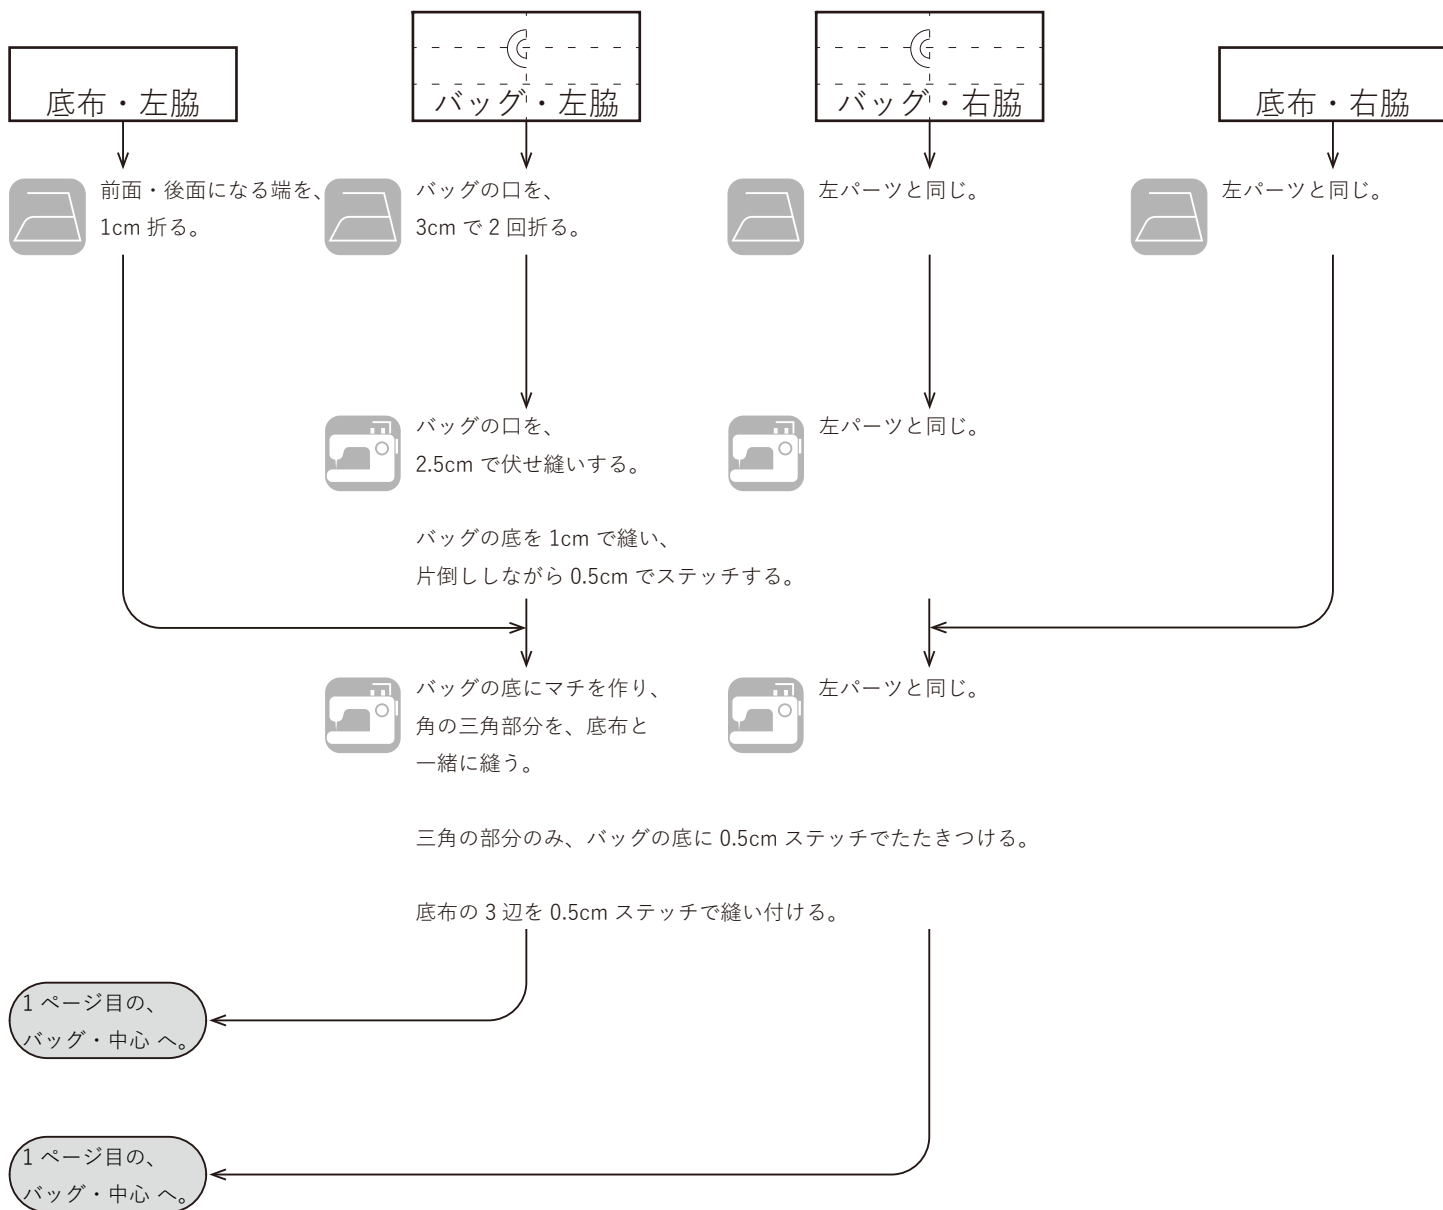 底布・左脇
バッグ・左脇
バッグ・右脇
底布・右脇
前面・後面になる端を、
1cm 折る。
バッグの口を、
3cm で 2 回折る。
左パーツと同じ。
左パーツと同じ。
バッグの口を、
2.5cm で伏せ縫いする。
左パーツと同じ。
バッグの底を 1cm で縫い、
片倒ししながら 0.5cm でステッチする。
バッグの底にマチを作り、
角の三角部分を、底布と
一緒に縫う。
左パーツと同じ。
三角の部分のみ、バッグの底に 0.5cm ステッチでたたきつける。
底布の 3 辺を 0.5cm ステッチで縫い付ける。
1 ページ目の、
バッグ・中心 へ。
1 ページ目の、
バッグ・中心 へ。